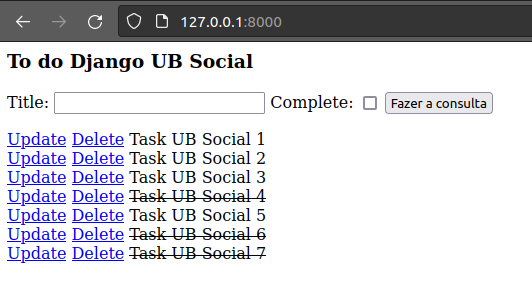 127.0.0.1:8000
To do Django UB Social
Title: Complete: Fazer a consulta
Update Delete Task UB Social 1
Update Delete Task UB Social 2
Update Delete Task UB Social 3
Update Delete Task UB Social 4
Update Delete Task UB Social 5
Update Delete Task UB Social 6
Update Delete Task UB Social 7